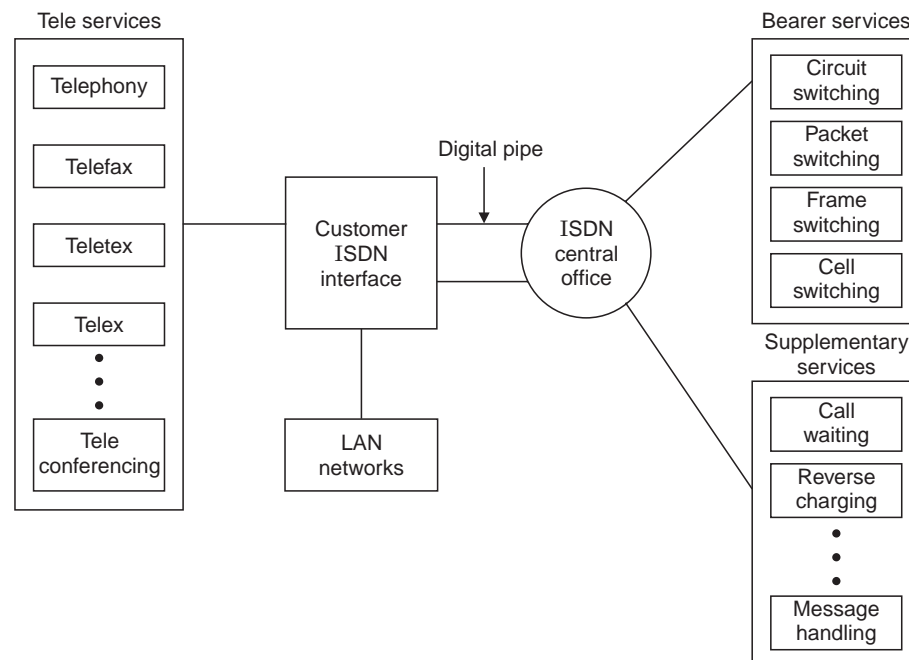 Tele services
Telephony
Telefax
Teletex
Telex
Tele
conferencing
Customer
ISDN
interface
LAN
networks
Digital pipe
ISDN
central
office
Bearer services
Circuit
switching
Packet
switching
Frame
switching
Cell
switching
Supplementary
services
Call
waiting
Reverse
charging
Message
handling